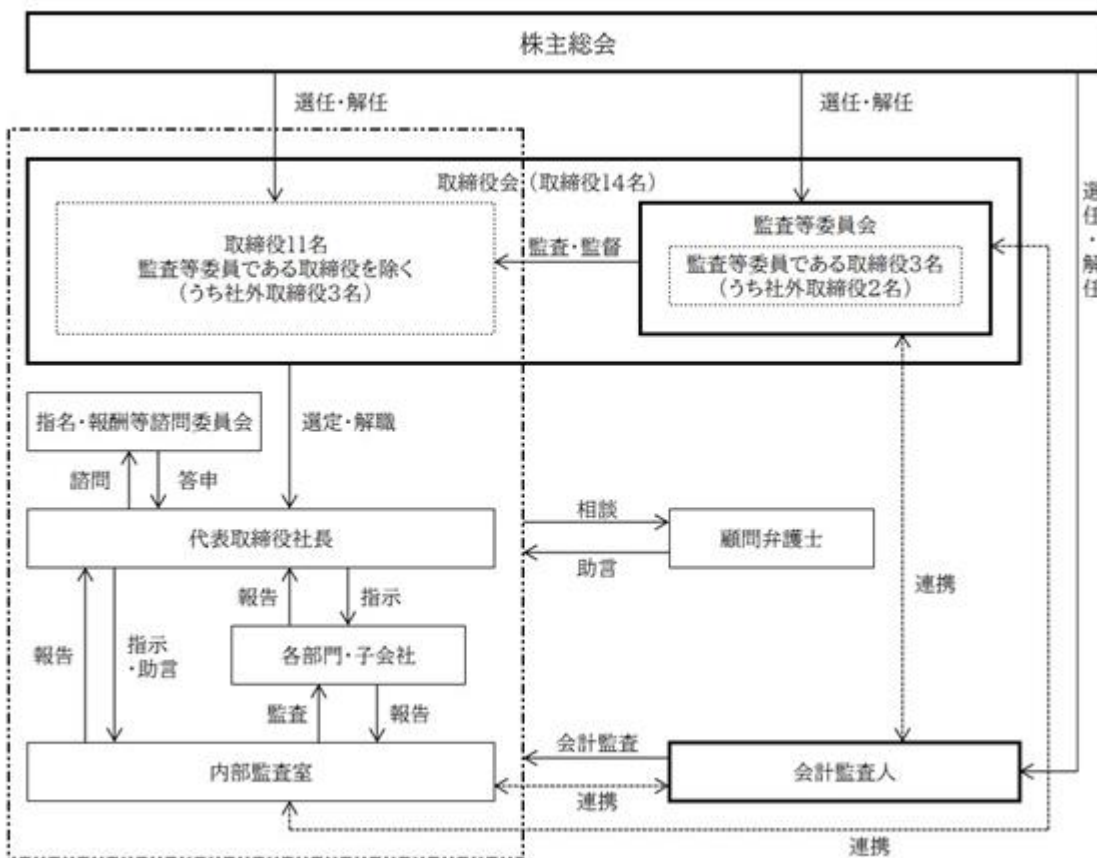 株主総会
選任・解任
選任・解任
選任・解任
取締役会（取締役14名）
取締役11名
監査等委員である取締役を除く
（うち社外取締役3名）
監査・監督
監査等委員会
監査等委員である取締役3名
（うち社外取締役2名）
指名・報酬等諮問委員会
選定・解職
諮問
答申
代表取締役社長
相談
助言
顧問弁護士
連携
報告
指示
・助言
報告
指示
各部門・子会社
監査
報告
内部監査室
会計監査
連携
会計監査人
連携